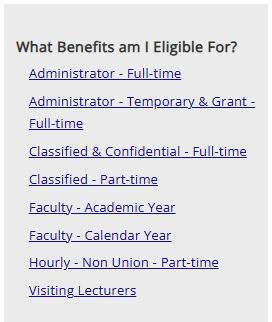 What Benefits am I Eligible For?
Administrator - Full-time
Administrator - Temporary & Grant -
Full-time
Classified & Confidential - Full-time
Classified - Part-time
Faculty - Academic Year
Faculty - Calendar Year
Hourly - Non Union - Part-time
Visiting Lecturers